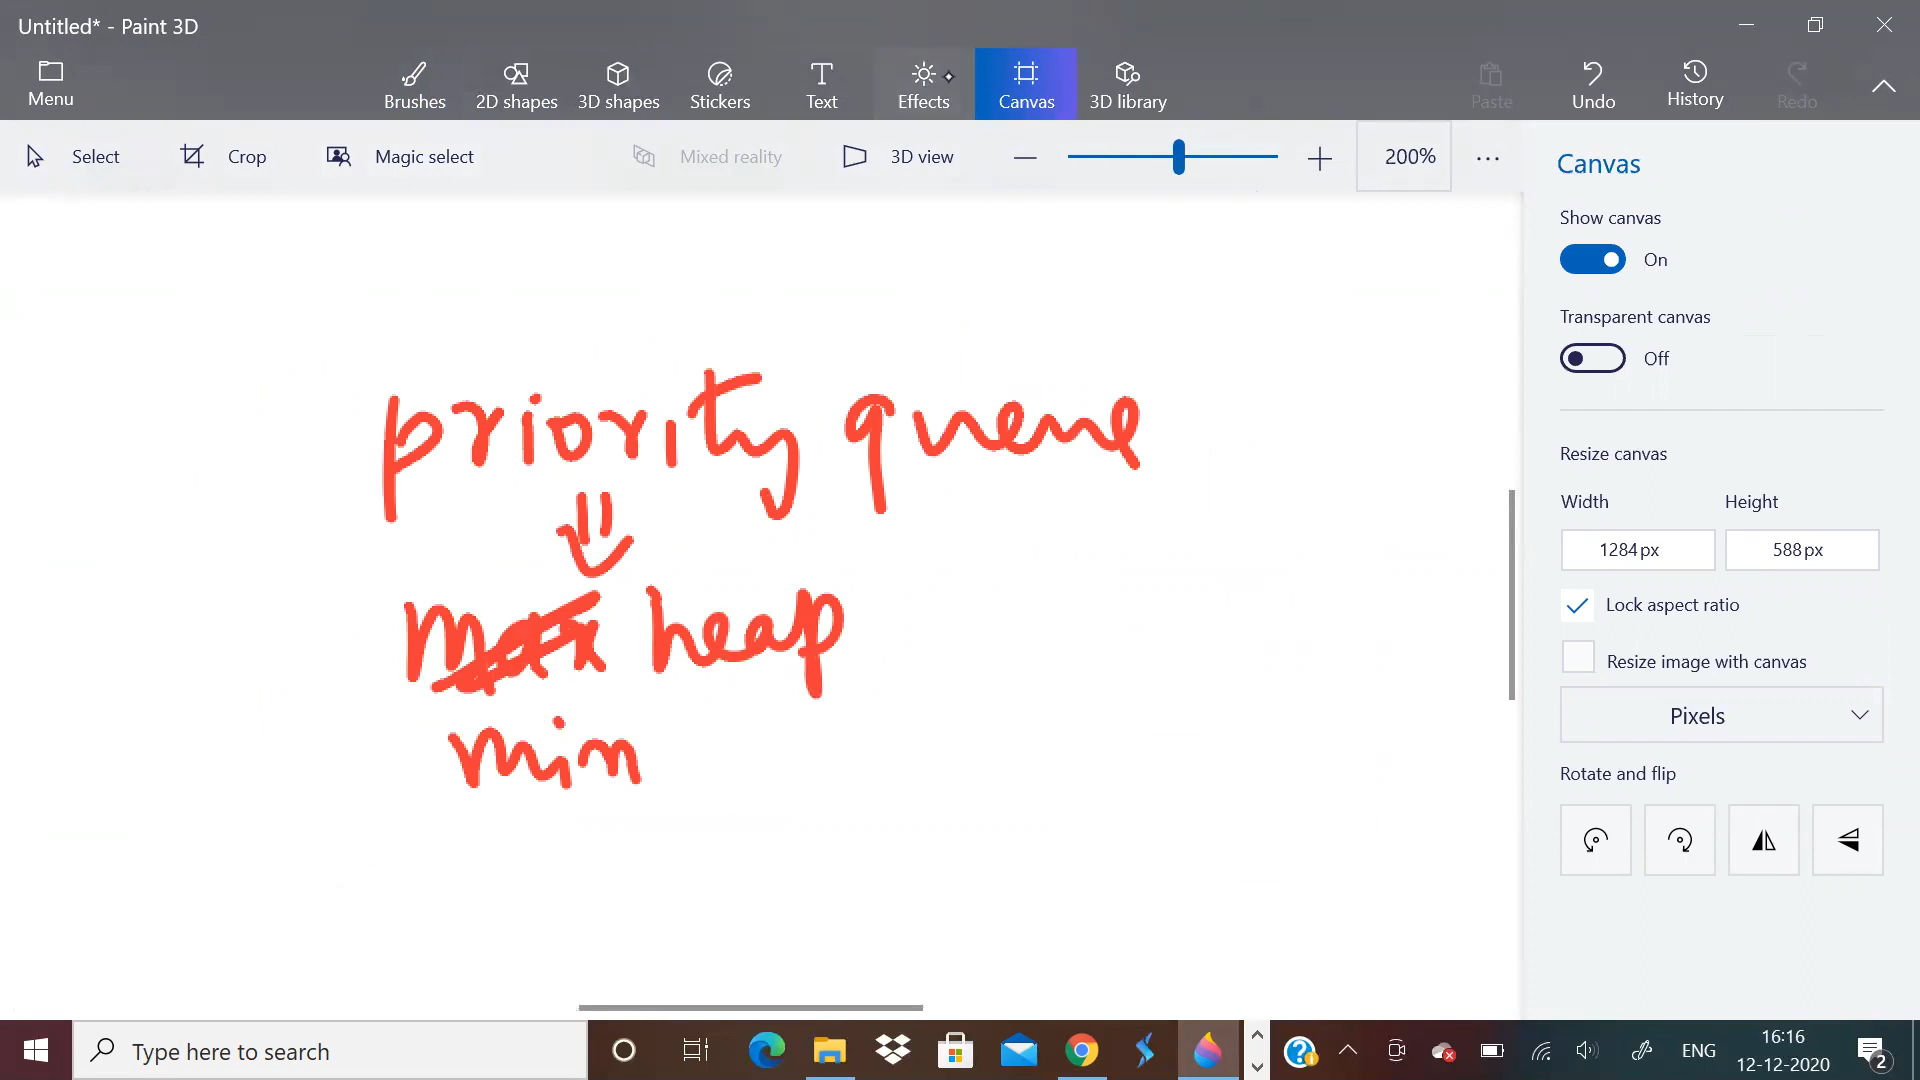 Untitled* - Paint 3D
Menu
Brushes
2D shapes
3D shapes
Stickers
Text
Effects
Canvas
3D library
Paste
Undo
History
Redo
Select
Crop
Magic select
Mixed reality
3D view
200%
Canvas
Show canvas
On
Transparent canvas
Off
Resize canvas
Width Height
1284 px 588 px
Lock aspect ratio
Resize image with canvas
Pixels
Rotate and flip
priority queue
max heap
min
Type here to search
ENG
16:16
12-12-2020
2